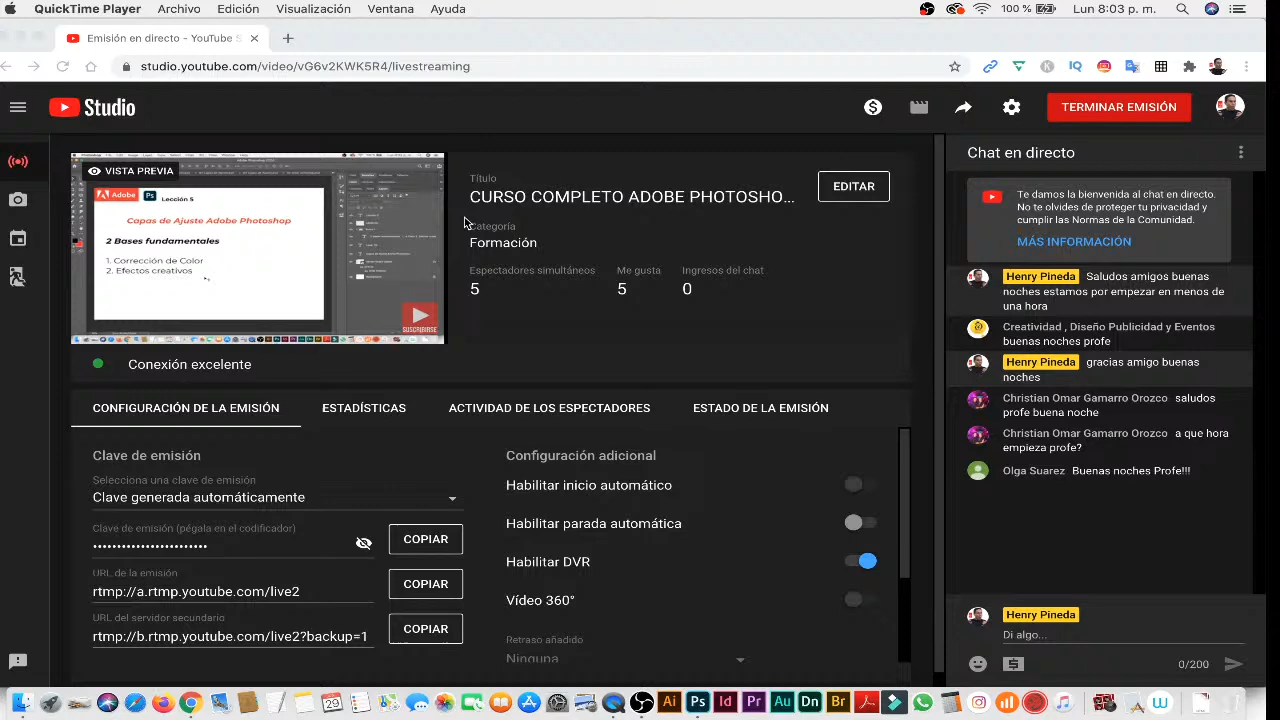 QuickTime Player Archivo Edición Visualización Ventana Ayuda 100 % Lun 8:03 p. m.
Emisión en directo - YouTube S
studio.youtube.com/video/vG6v2KWK5R4/livestreaming
Studio
TERMINAR EMISIÓN
VISTA PREVIA
Adobe Ps Lección 5
Capas de Ajuste Adobe Photoshop
2 Bases fundamentales
1. Corrección de Color
2. Efectos creativos
SUSCRIBIRSE
Título
CURSO COMPLETO ADOBE PHOTOSHO...
EDITAR
Categoría
Formación
Espectadores simultáneos Me gusta Ingresos del chat
5 5 0
Conexión excelente
CONFIGURACIÓN DE LA EMISIÓN ESTADÍSTICAS ACTIVIDAD DE LOS ESPECTADORES ESTADO DE LA EMISIÓN
Clave de emisión
Selecciona una clave de emisión
Clave generada automáticamente
Clave de emisión (pégala en el codificador)
••••••••••••••••••••••••
COPIAR
URL de la emisión
rtmp://a.rtmp.youtube.com/live2
COPIAR
URL del servidor secundario
rtmp://b.rtmp.youtube.com/live2?backup=1
COPIAR
Configuración adicional
Habilitar inicio automático
Habilitar parada automática
Habilitar DVR
Vídeo 360°
Retraso añadido
Ninguna
Chat en directo
Te damos la bienvenida al chat en directo.
No te olvides de proteger tu privacidad y
cumplir las Normas de la Comunidad.
MÁS INFORMACIÓN
Henry Pineda Saludos amigos buenas
noches estamos por empezar en menos de
una hora
Creatividad , Diseño Publicidad y Eventos
buenas noches profe
Henry Pineda gracias amigo buenas
noches
Christian Omar Gamarro Orozco saludos
profe buena noche
Christian Omar Gamarro Orozco a que hora
empieza profe?
Olga Suarez Buenas noches Profe!!!
Henry Pineda
Di algo...
0/200
29 Ai Ps Id Pr Au Dn Br W